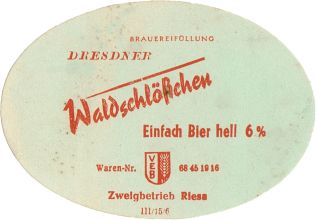 BRAUEREIFÜLLUNG
DRESDNER
Waldschlößchen
Einfach Bier hell 6%
Waren-Nr. VEB 68 45 19 16
Zweigbetrieb Riesa
III/15/6